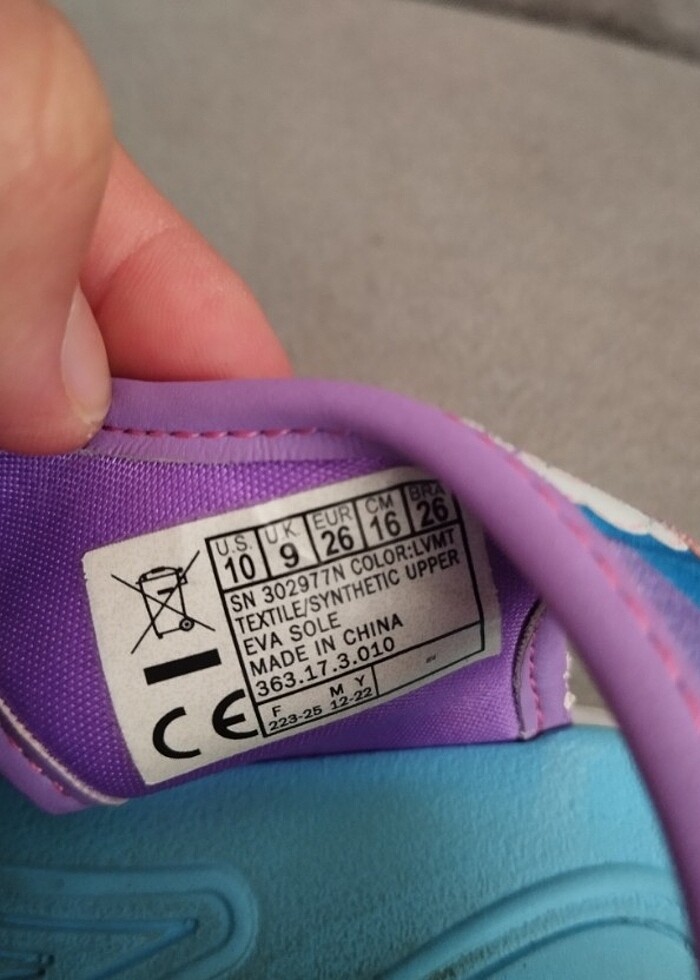 U.S. UK EUR CM BRA
10 9 26 16 26
SN 302977N COLOR:LVMT
TEXTILE/SYNTHETIC UPPER
EVA SOLE
MADE IN CHINA
363.17.3.010
F M Y
223-25 12-22
CE